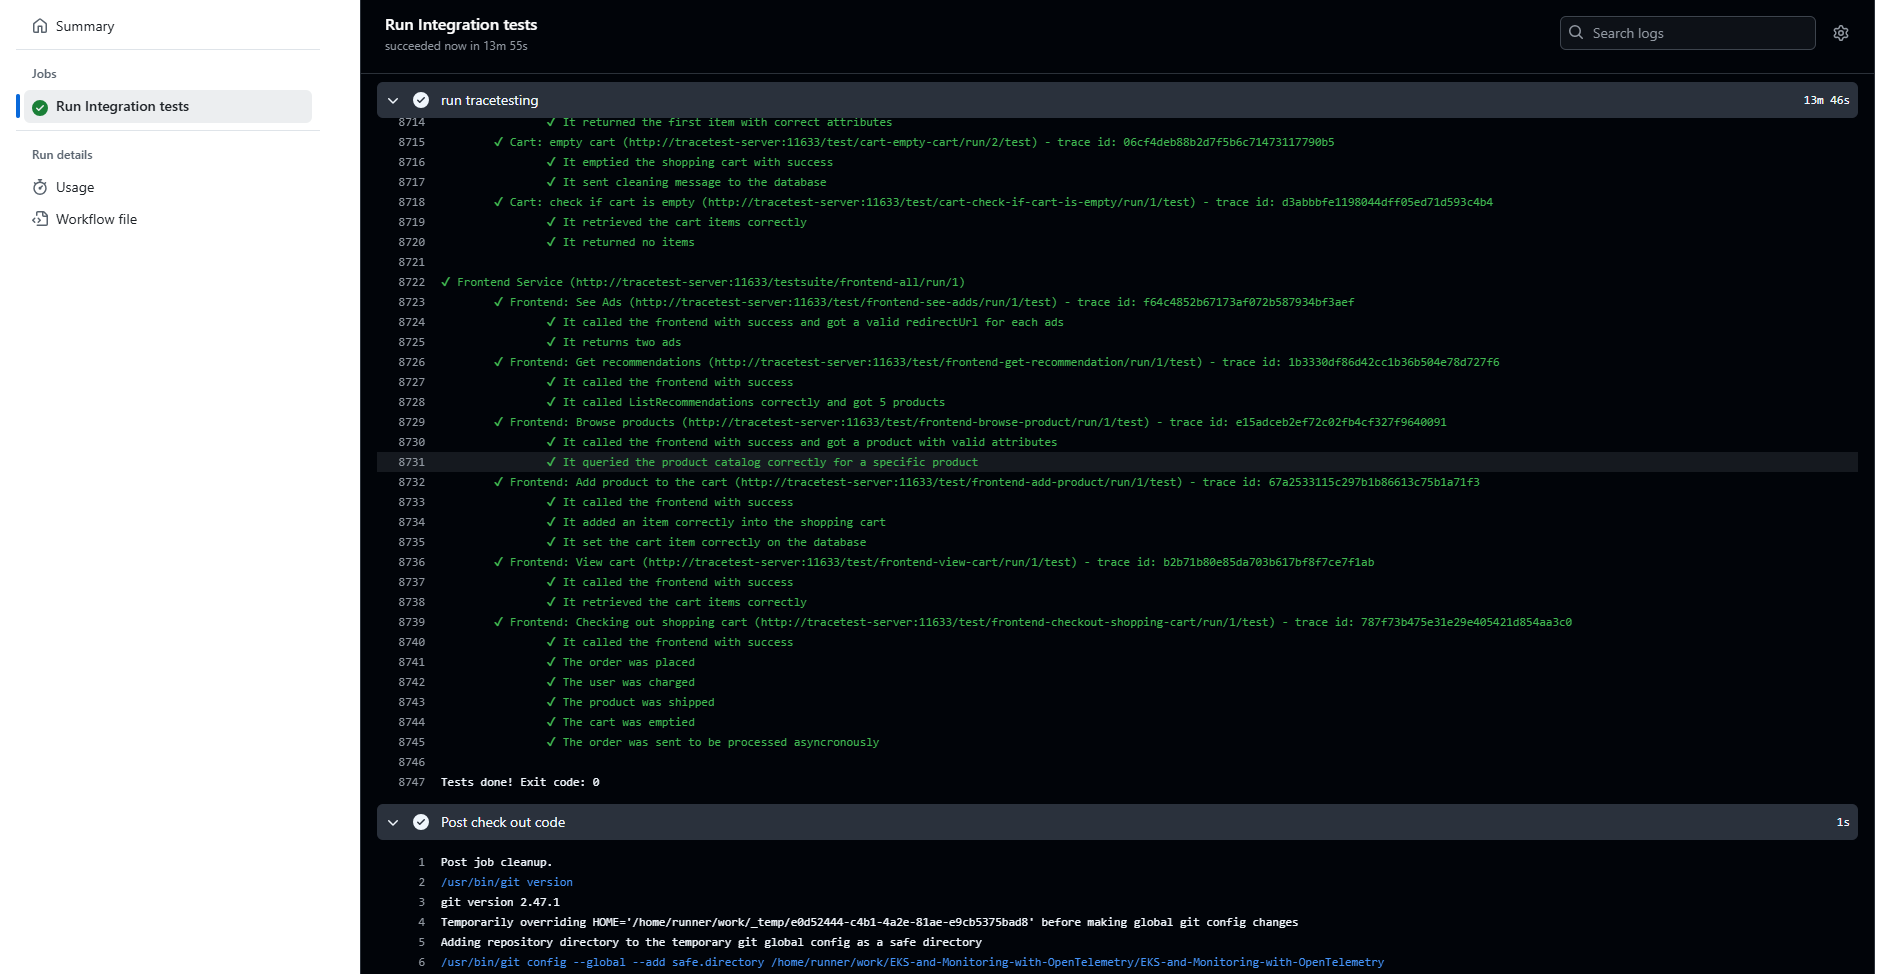 Summary
Jobs
Run Integration tests
Run details
Usage
Workflow file
Run Integration tests
succeeded now in 13m 55s
Search logs
run tracetesting 13m 46s
8714 ✓ It returned the first item with correct attributes
8715 ✓ Cart: empty cart (http://tracetest-server:11633/test/cart-empty-cart/run/2/test) - trace id: 06cf4deb88b2d7f5b6c71473117790b5
8716 ✓ It emptied the shopping cart with success
8717 ✓ It sent cleaning message to the database
8718 ✓ Cart: check if cart is empty (http://tracetest-server:11633/test/cart-check-if-cart-is-empty/run/1/test) - trace id: d3abbbfe1198044dff05ed71d593c4b4
8719 ✓ It retrieved the cart items correctly
8720 ✓ It returned no items
8721
8722 ✓ Frontend Service (http://tracetest-server:11633/testsuite/frontend-all/run/1)
8723 ✓ Frontend: See Ads (http://tracetest-server:11633/test/frontend-see-adds/run/1/test) - trace id: f64c4852b67173af072b587934bf3aef
8724 ✓ It called the frontend with success and got a valid redirectUrl for each ads
8725 ✓ It returns two ads
8726 ✓ Frontend: Get recommendations (http://tracetest-server:11633/test/frontend-get-recommendation/run/1/test) - trace id: 1b3330df86d42cc1b36b504e78d727f6
8727 ✓ It called the frontend with success
8728 ✓ It called ListRecommendations correctly and got 5 products
8729 ✓ Frontend: Browse products (http://tracetest-server:11633/test/frontend-browse-product/run/1/test) - trace id: e15adceb2ef72c02fb4cf327f9640091
8730 ✓ It called the frontend with success and got a product with valid attributes
8731 ✓ It queried the product catalog correctly for a specific product
8732 ✓ Frontend: Add product to the cart (http://tracetest-server:11633/test/frontend-add-product/run/1/test) - trace id: 67a2533115c297b1b86613c75b1a71f3
8733 ✓ It called the frontend with success
8734 ✓ It added an item correctly into the shopping cart
8735 ✓ It set the cart item correctly on the database
8736 ✓ Frontend: View cart (http://tracetest-server:11633/test/frontend-view-cart/run/1/test) - trace id: b2b71b80e85da703b617bf8f7ce7f1ab
8737 ✓ It called the frontend with success
8738 ✓ It retrieved the cart items correctly
8739 ✓ Frontend: Checking out shopping cart (http://tracetest-server:11633/test/frontend-checkout-shopping-cart/run/1/test) - trace id: 787f73b475e31e29e405421d854aa3c0
8740 ✓ It called the frontend with success
8741 ✓ The order was placed
8742 ✓ The user was charged
8743 ✓ The product was shipped
8744 ✓ The cart was emptied
8745 ✓ The order was sent to be processed asyncronously
8746
8747 Tests done! Exit code: 0
Post check out code 1s
1 Post job cleanup.
2 /usr/bin/git version
3 git version 2.47.1
4 Temporarily overriding HOME='/home/runner/work/_temp/e0d52444-c4b1-4a2e-81ae-e9cb5375bad8' before making global git config changes
5 Adding repository directory to the temporary git global config as a safe directory
6 /usr/bin/git config --global --add safe.directory /home/runner/work/EKS-and-Monitoring-with-OpenTelemetry/EKS-and-Monitoring-with-OpenTelemetry